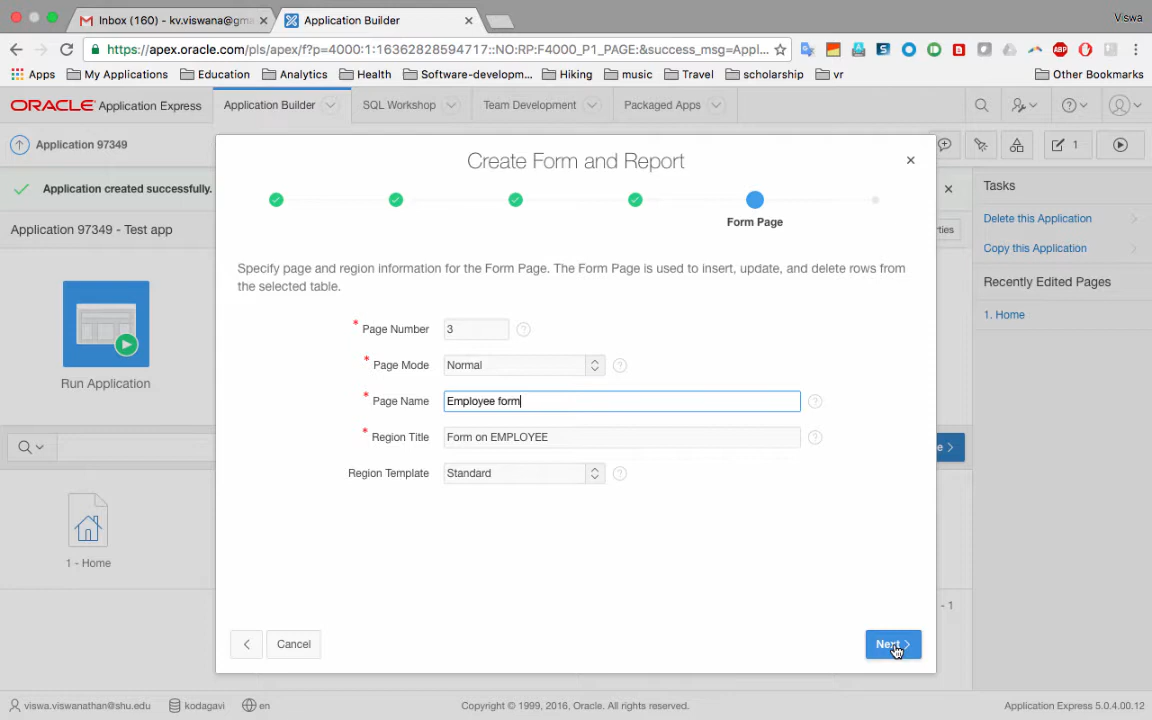 Inbox (160) - kv.viswana@gma
Application Builder
Viswa
https://apex.oracle.com/pls/apex/f?p=4000:1:16362828594717::NO:RP:F4000_P1_PAGE:&success_msg=Appl...
Apps
My Applications
Education
Analytics
Health
Software-developm...
Hiking
music
Travel
scholarship
vr
Other Bookmarks
ORACLE Application Express
Application Builder
SQL Workshop
Team Development
Packaged Apps
Application 97349
1
Application created successfully.
Application 97349 - Test app
Run Application
1 - Home
Create Form and Report
Form Page
Specify page and region information for the Form Page. The Form Page is used to insert, update, and delete rows from
the selected table.
* Page Number 3
* Page Mode Normal
* Page Name Employee form
* Region Title Form on EMPLOYEE
Region Template Standard
Cancel
Next
Tasks
Delete this Application
Copy this Application
Recently Edited Pages
1. Home
ties
e >
- 1
viswa.viswanathan@shu.edu
kodagavi
en
Copyright © 1999, 2016, Oracle. All rights reserved.
Application Express 5.0.4.00.12